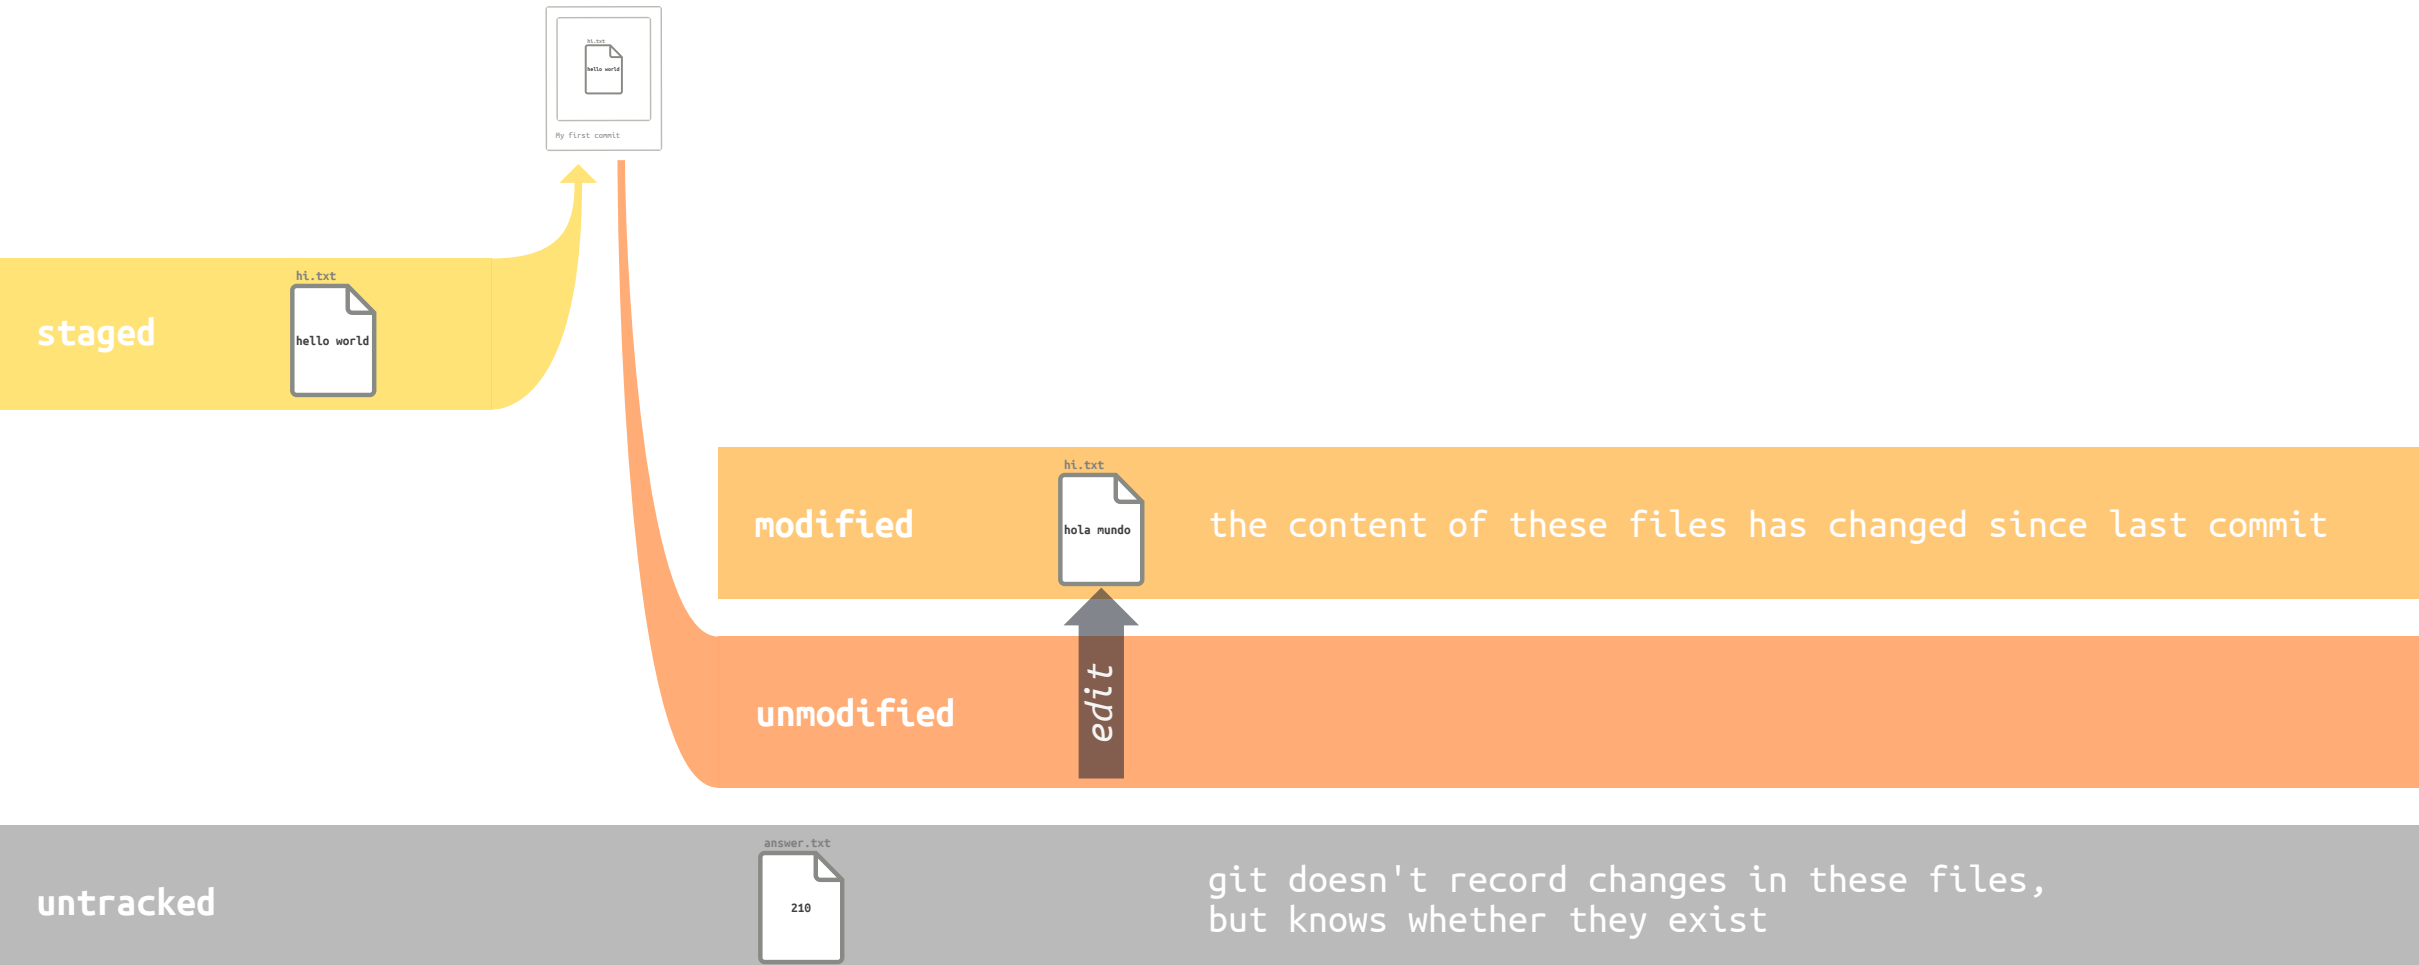 hi.txt
hello world
My first commit
hi.txt
staged
hello world
hi.txt
modified
hola mundo
the content of these files has changed since last commit
edit
unmodified
answer.txt
untracked
210
git doesn't record changes in these files,
but knows whether they exist